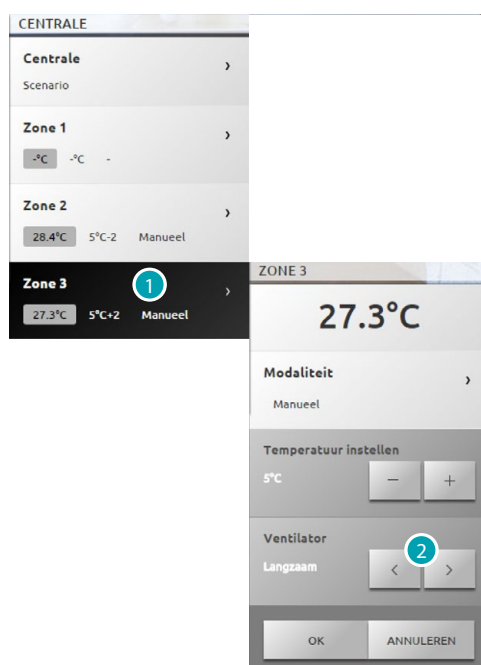 CENTRALE
Centrale
Scenario
Zone 1
-°C -°C -
Zone 2
28.4°C 5°C-2 Manueel
Zone 3
1
27.3°C 5°C+2 Manueel
ZONE 3
27.3°C
Modaliteit
Manueel
Temperatuur instellen
5°C
− +
Ventilator
2
Langzaam
< >
OK ANNULEREN